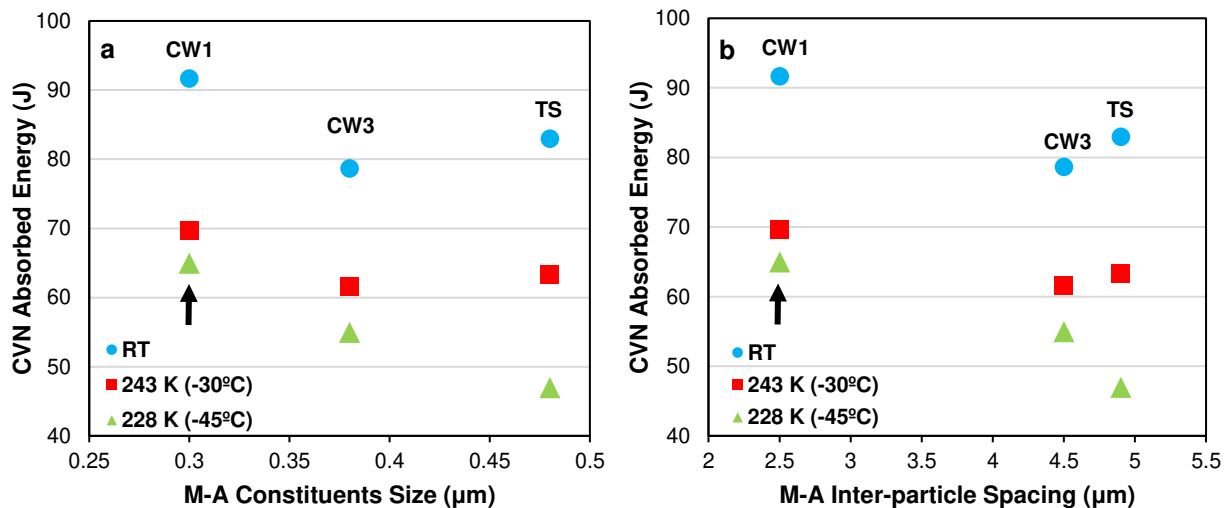 a
CW1
CW3
TS
CVN Absorbed Energy (J)
100
90
80
70
60
50
40
RT
243 K (-30ºC)
228 K (-45ºC)
0.25
0.3
0.35
0.4
0.45
0.5
M-A Constituents Size (µm)
b
CW1
CW3
TS
CVN Absorbed Energy (J)
100
90
80
70
60
50
40
RT
243 K (-30ºC)
228 K (-45ºC)
2
2.5
3
3.5
4
4.5
5
5.5
M-A Inter-particle Spacing (µm)